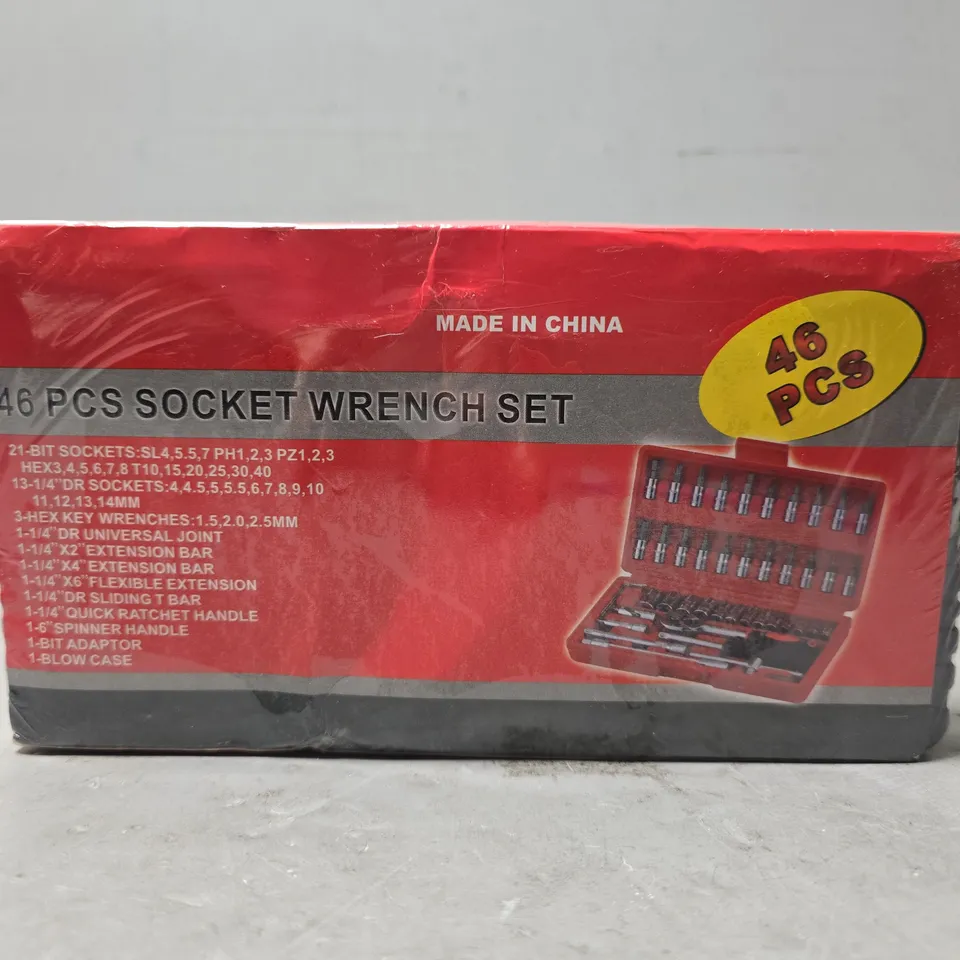 MADE IN CHINA
46
PCS
46 PCS SOCKET WRENCH SET
21-BIT SOCKETS:SL4,5.5,7 PH1,2,3 PZ1,2,3
HEX3,4,5,6,7,8 T10,15,20,25,30,40
13-1/4"DR SOCKETS:4,4.5,5,5.5,6,7,8,9,10
11,12,13,14MM
3-HEX KEY WRENCHES:1.5,2.0,2.5MM
1-1/4"DR UNIVERSAL JOINT
1-1/4"X2"EXTENSION BAR
1-1/4"X4"EXTENSION BAR
1-1/4"X6"FLEXIBLE EXTENSION
1-1/4"DR SLIDING T BAR
1-1/4"QUICK RATCHET HANDLE
1-6"SPINNER HANDLE
1-BIT ADAPTOR
1-BLOW CASE